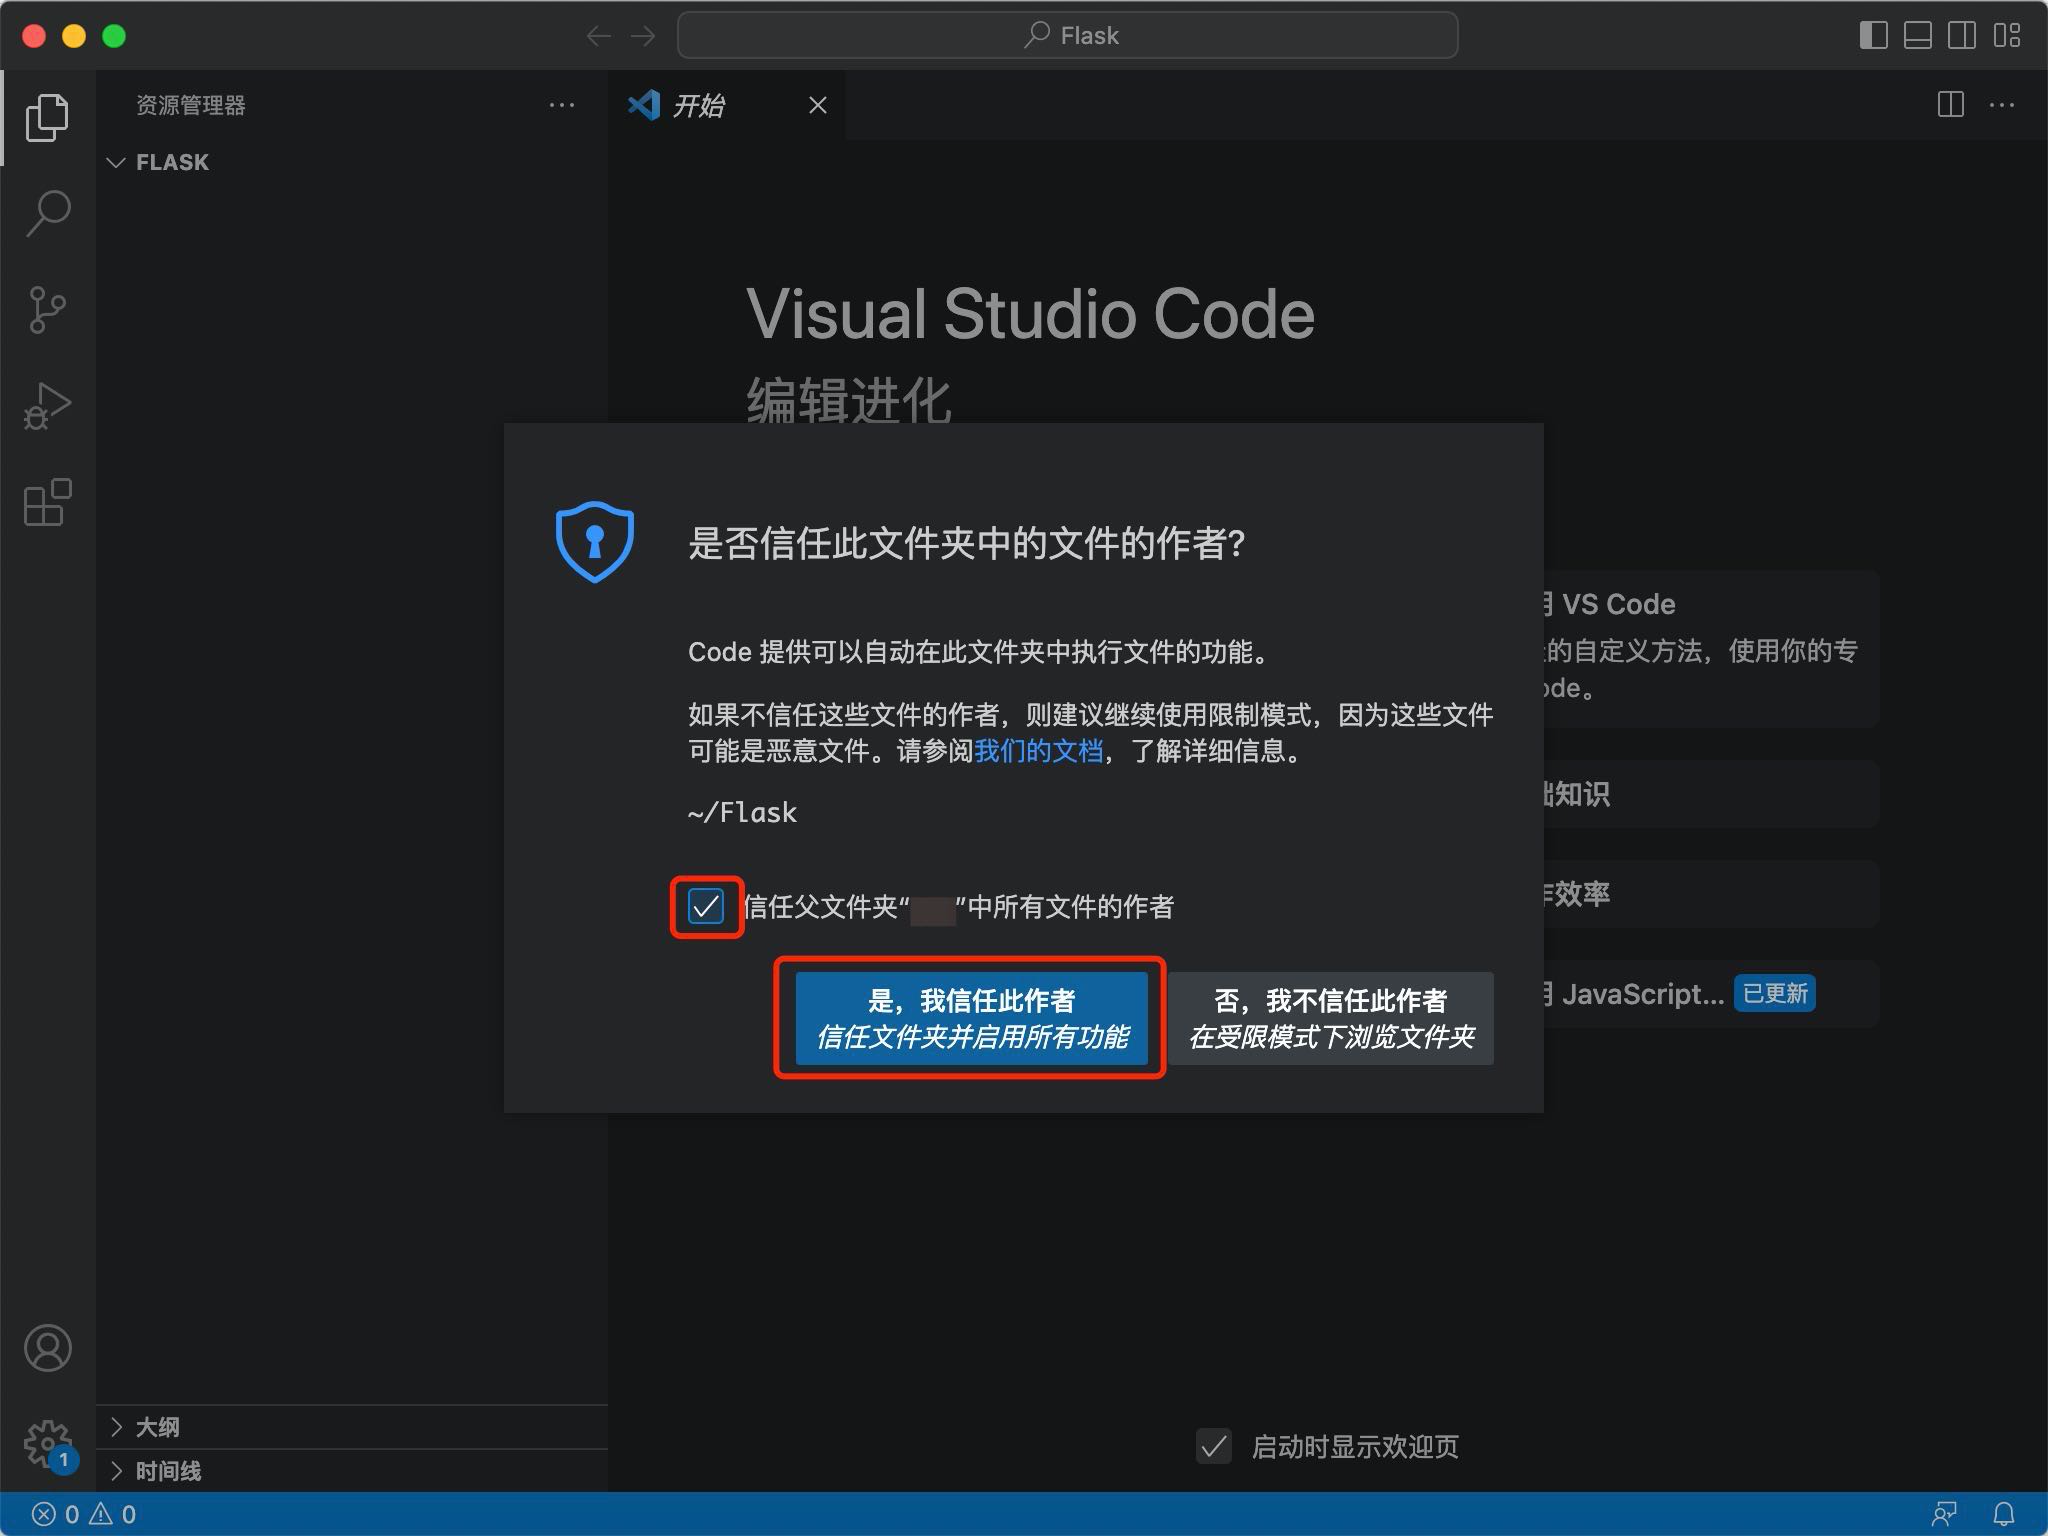 Flask
资源管理器
开始
FLASK
Visual Studio Code
编辑进化
是否信任此文件夹中的文件的作者?
Code 提供可以自动在此文件夹中执行文件的功能。
如果不信任这些文件的作者，则建议继续使用限制模式，因为这些文件
可能是恶意文件。请参阅我们的文档，了解详细信息。
~/Flask
信任父文件夹“ ”中所有文件的作者
是，我信任此作者
信任文件夹并启用所有功能
否，我不信任此作者
在受限模式下浏览文件夹
VS Code
的自定义方法，使用你的专
ode。
知识
效率
JavaScript... 已更新
大纲
时间线
启动时显示欢迎页
1
0 0